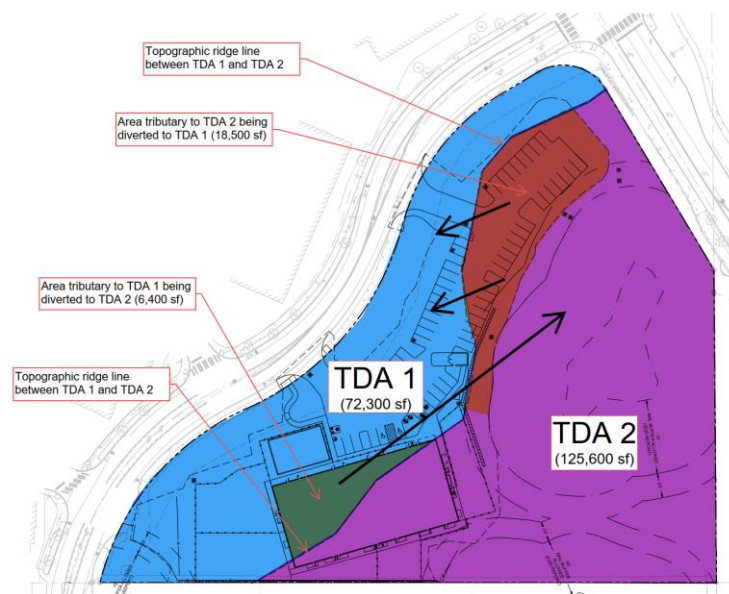 Topographic ridge line
between TDA 1 and TDA 2
Area tributary to TDA 2 being
diverted to TDA 1 (18,500 sf)
Area tributary to TDA 1 being
diverted to TDA 2 (6,400 sf)
Topographic ridge line
between TDA 1 and TDA 2
TDA 1
(72,300 sf)
TDA 2
(125,600 sf)